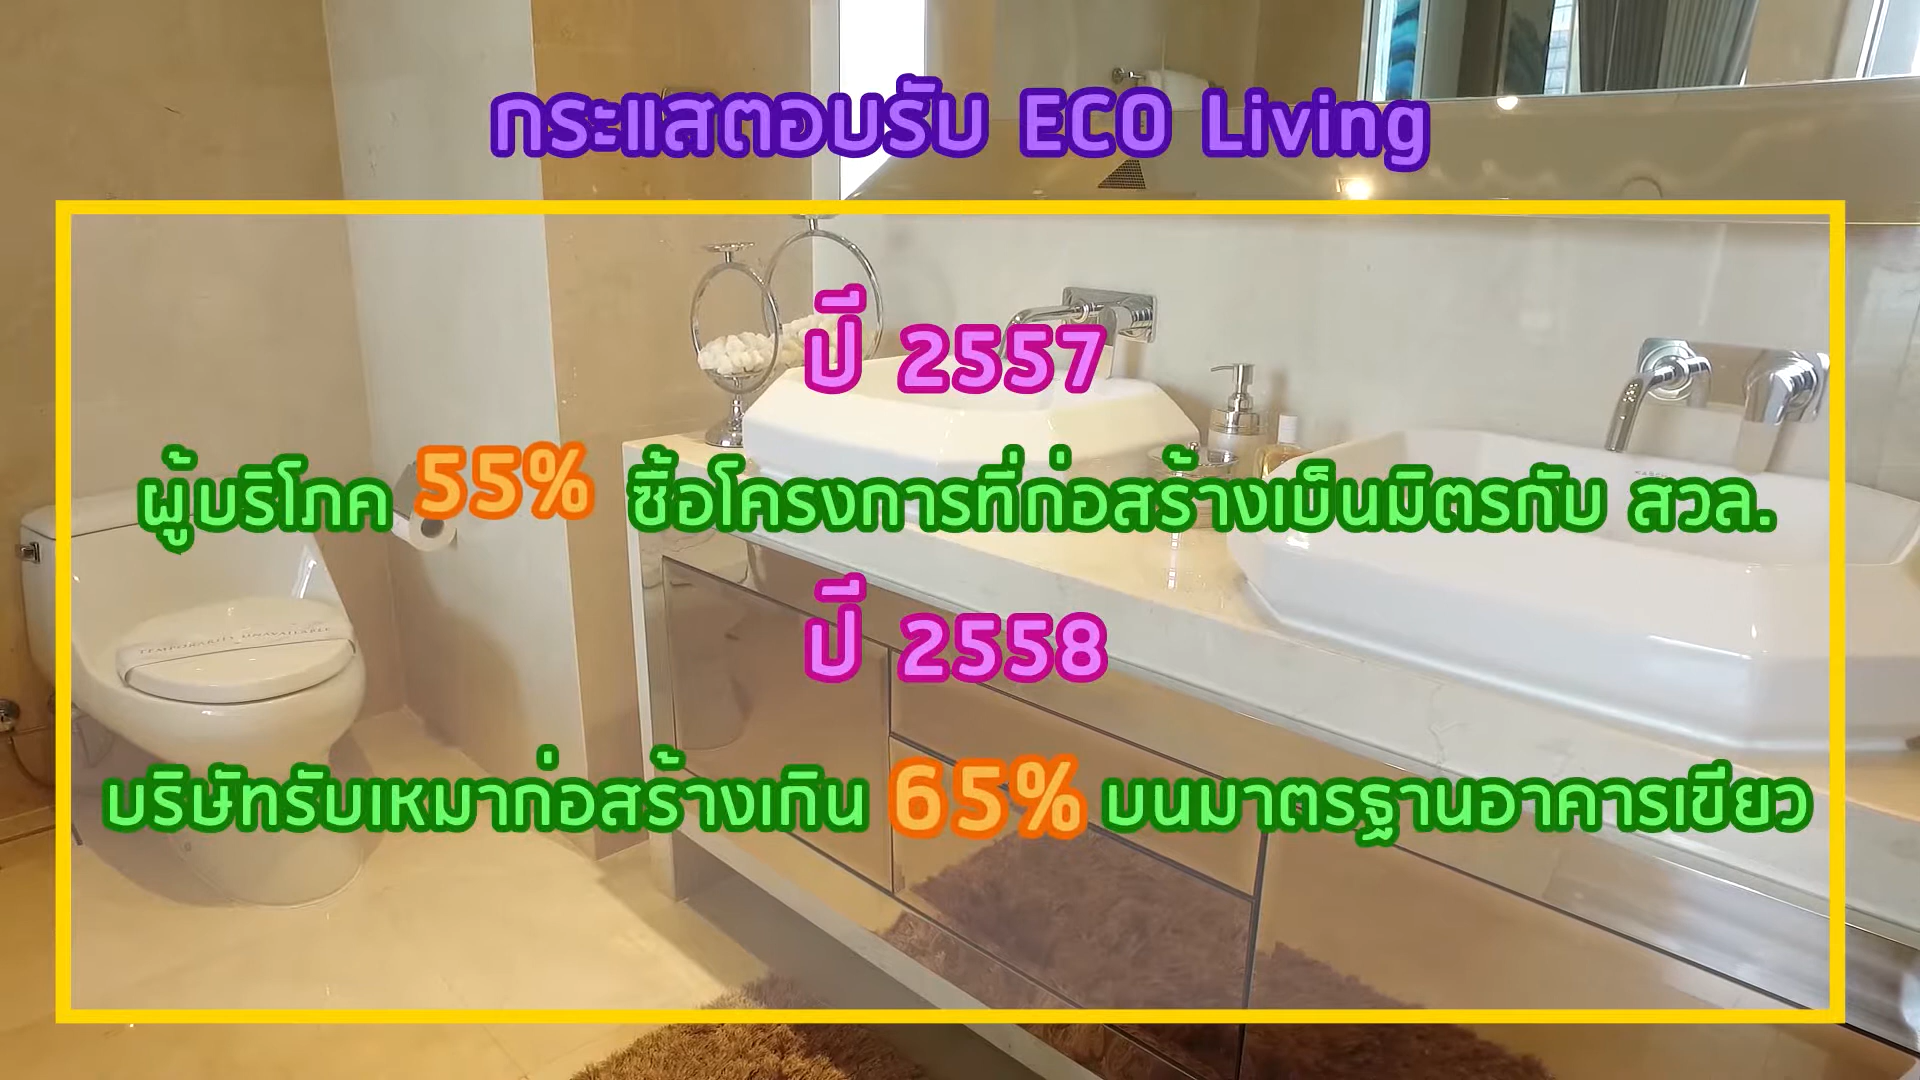 กระแสตอบรับ ECO Living
ปี 2557
ผู้บริโภค 55% ซื้อโครงการที่ก่อสร้างเป็นมิตรกับ สวล.
ปี 2558
บริษัทรับเหมาก่อสร้างเกิน 65% บนมาตรฐานอาคารเขียว
TEMPORARILY UNAVAILABLE